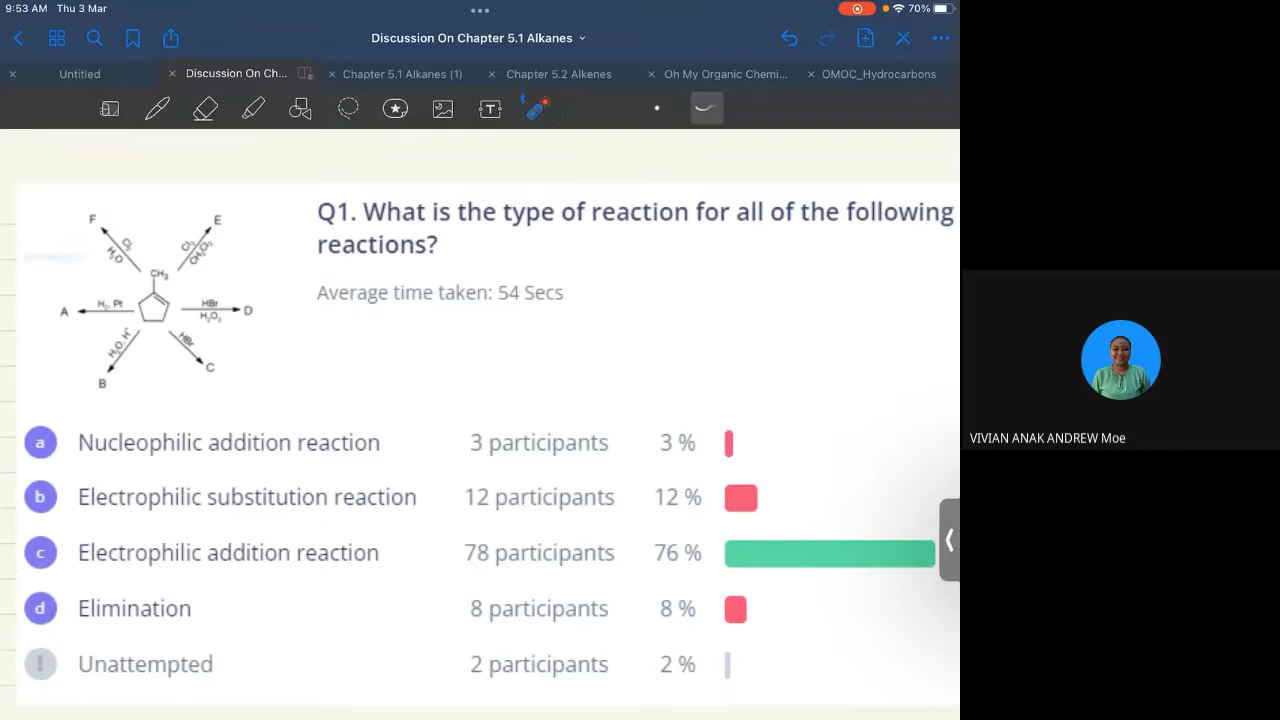 9:53 AM Thu 3 Mar
70%
Discussion On Chapter 5.1 Alkanes
Untitled
Discussion On Ch...
Chapter 5.1 Alkanes (1)
Chapter 5.2 Alkenes
Oh My Organic Chemi...
OMOC_Hydrocarbons
Q1. What is the type of reaction for all of the following
reactions?
Average time taken: 54 Secs
F
E
H₂O
CH₃
A
H₂, Pt
HBr
H₂O₂
D
H₂O, H⁺
HBr
B
C
a Nucleophilic addition reaction 3 participants 3 %
b Electrophilic substitution reaction 12 participants 12 %
c Electrophilic addition reaction 78 participants 76 %
d Elimination 8 participants 8 %
! Unattempted 2 participants 2 %
VIVIAN ANAK ANDREW Moe